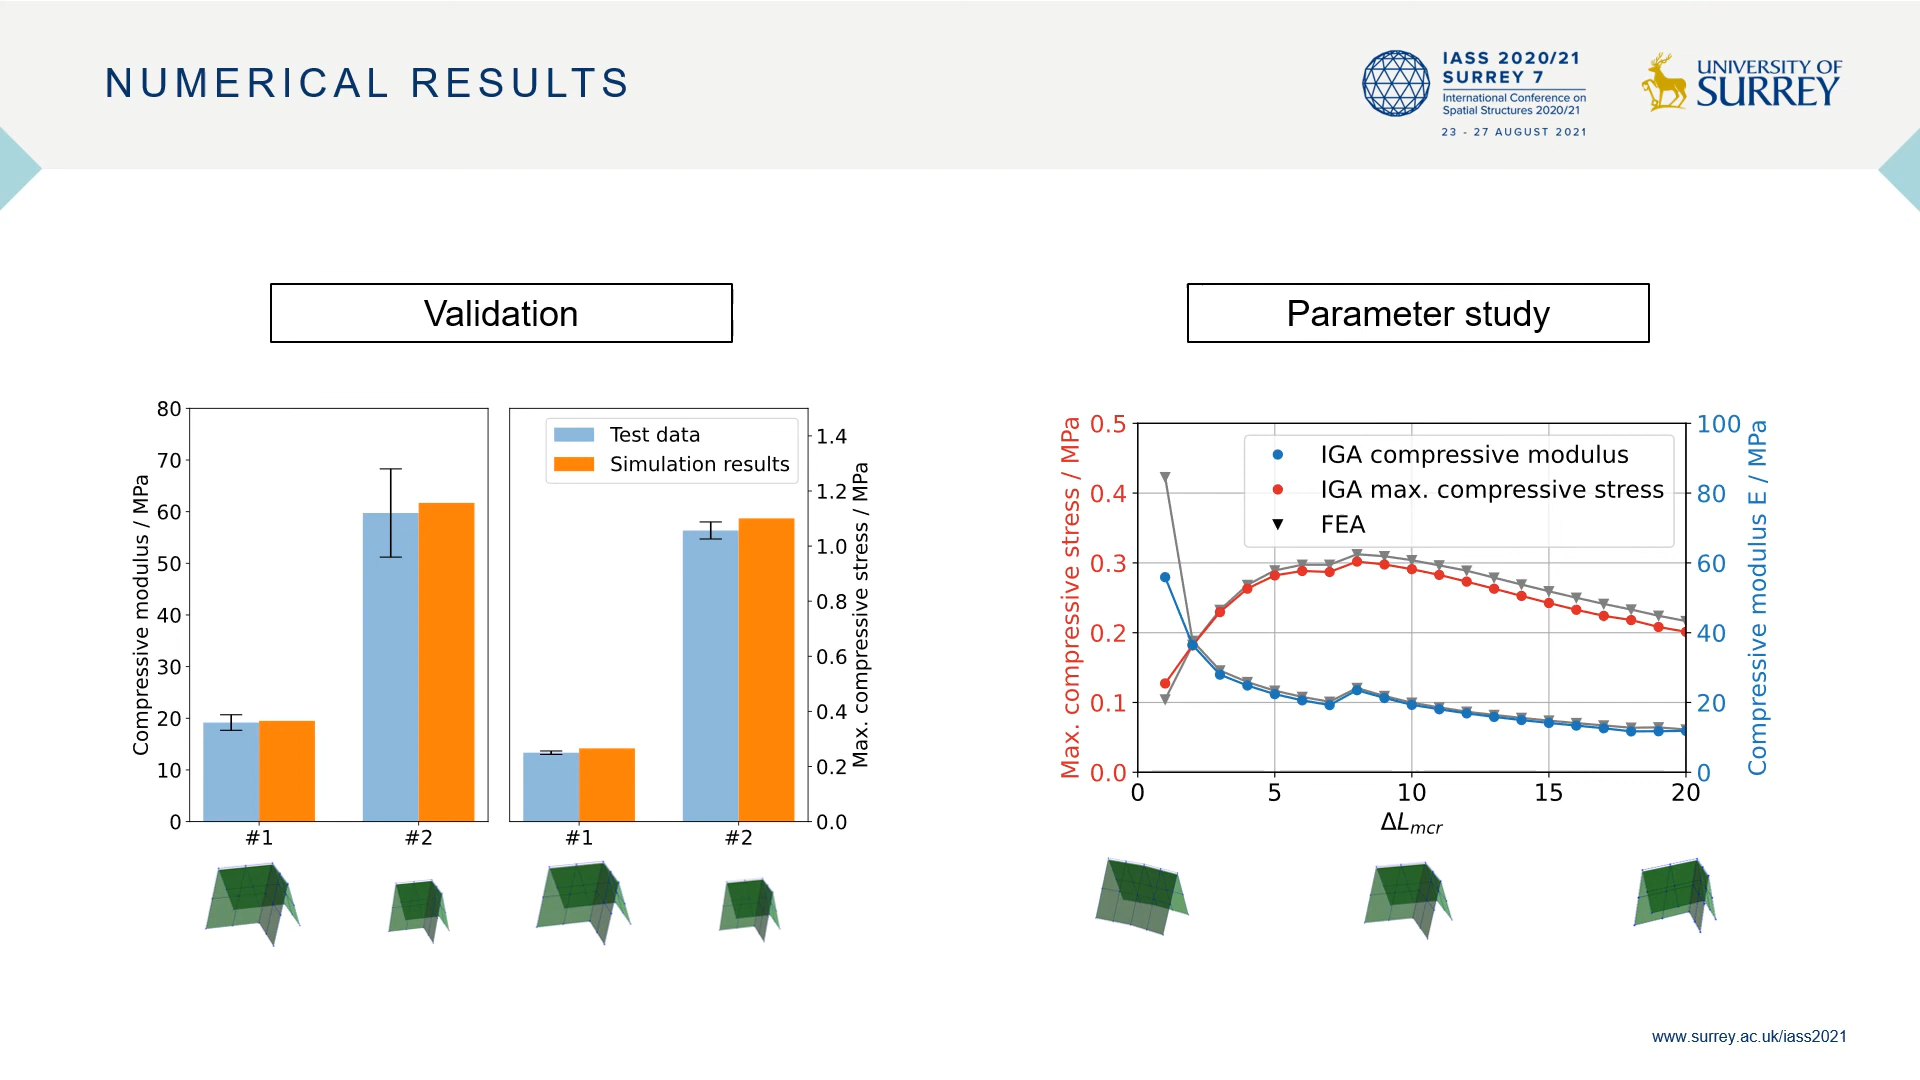 NUMERICAL RESULTS
IASS 2020/21
SURREY 7
International Conference on
Spatial Structures 2020/21
23 - 27 AUGUST 2021
UNIVERSITY OF
SURREY
Validation
Parameter study
Compressive modulus / MPa
80
70
60
50
40
30
20
10
0
#1
#2
Test data
Simulation results
#1
#2
1.4
1.2
1.0
0.8
0.6
0.4
0.2
0.0
Max. compressive stress / MPa
Max. compressive stress / MPa
0.5
0.4
0.3
0.2
0.1
0.0
IGA compressive modulus
IGA max. compressive stress
FEA
100
80
60
40
20
0
Compressive modulus E / MPa
0
5
10
15
20
ΔLmcr
www.surrey.ac.uk/iass2021